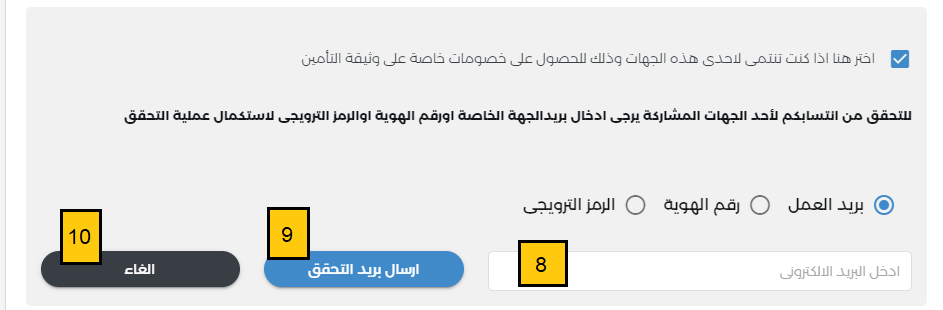 اختر هنا اذا كنت تنتمى لاحدى هذه الجهات وذلك للحصول على خصومات خاصة على وثيقة التأمين
للتحقق من انتسابكم لأحد الجهات المشاركة يرجى ادخال بريدالجهة الخاصة اورقم الهوية اوالرمز الترويجى لاستكمال عملية التحقق
بريد العمل رقم الهوية الرمز الترويجى
8 9 10
ادخل البريد الالكترونى ارسال بريد التحقق الغاء